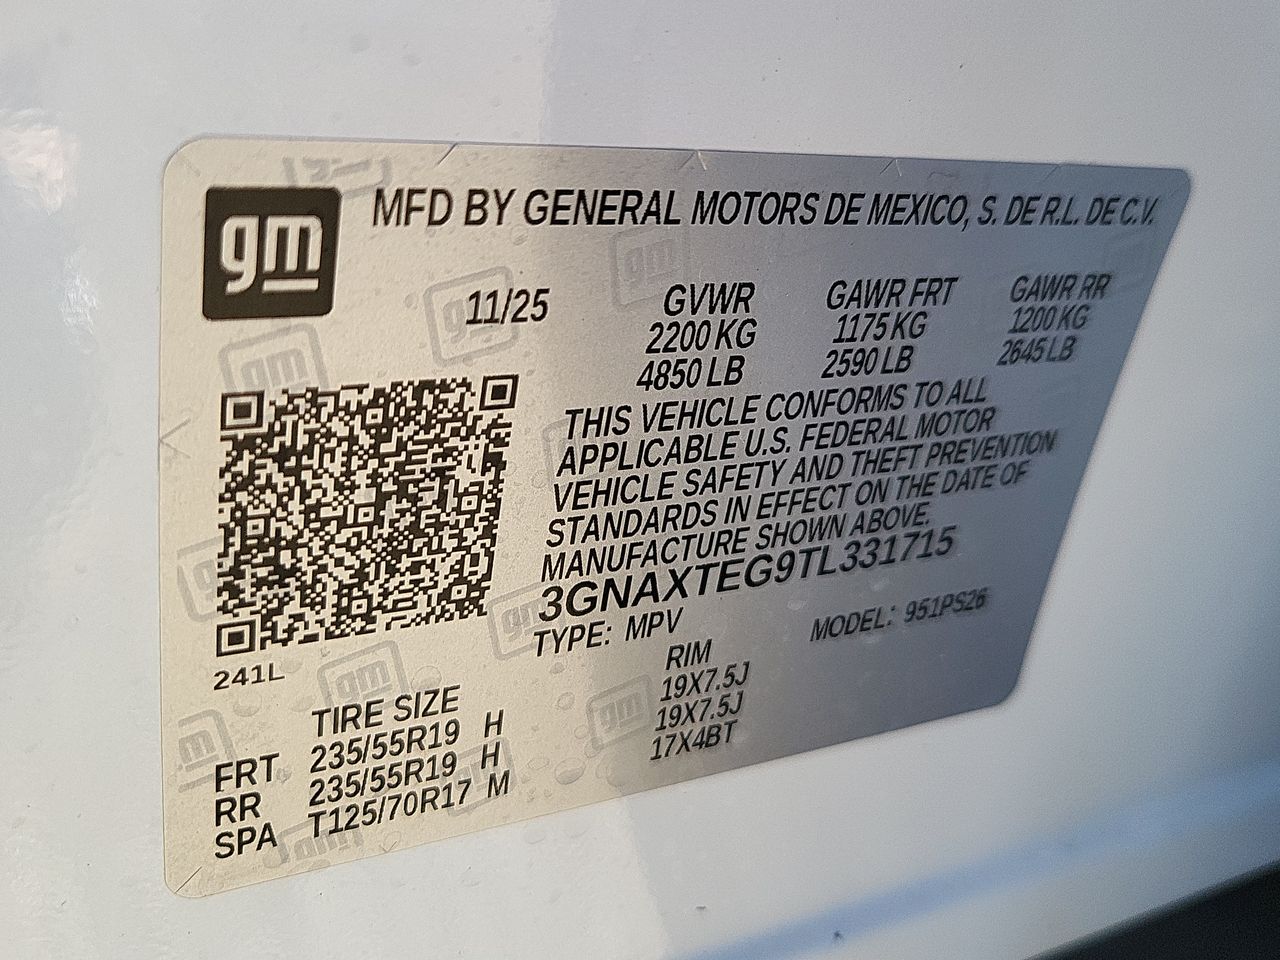 gm MFD BY GENERAL MOTORS DE MEXICO, S. DE R.L. DE C.V.
11/25 GVWR GAWR FRT GAWR RR
2200 KG 1175 KG 1200 KG
4850 LB 2590 LB 2645 LB
THIS VEHICLE CONFORMS TO ALL
APPLICABLE U.S. FEDERAL MOTOR
VEHICLE SAFETY AND THEFT PREVENTION
STANDARDS IN EFFECT ON THE DATE OF
MANUFACTURE SHOWN ABOVE.
3GNAXTEG9TL331715
TYPE: MPV MODEL: 951PS26
241L
TIRE SIZE RIM
FRT 235/55R19 H 19X7.5J
RR 235/55R19 H 19X7.5J
SPA T125/70R17 M 17X4BT